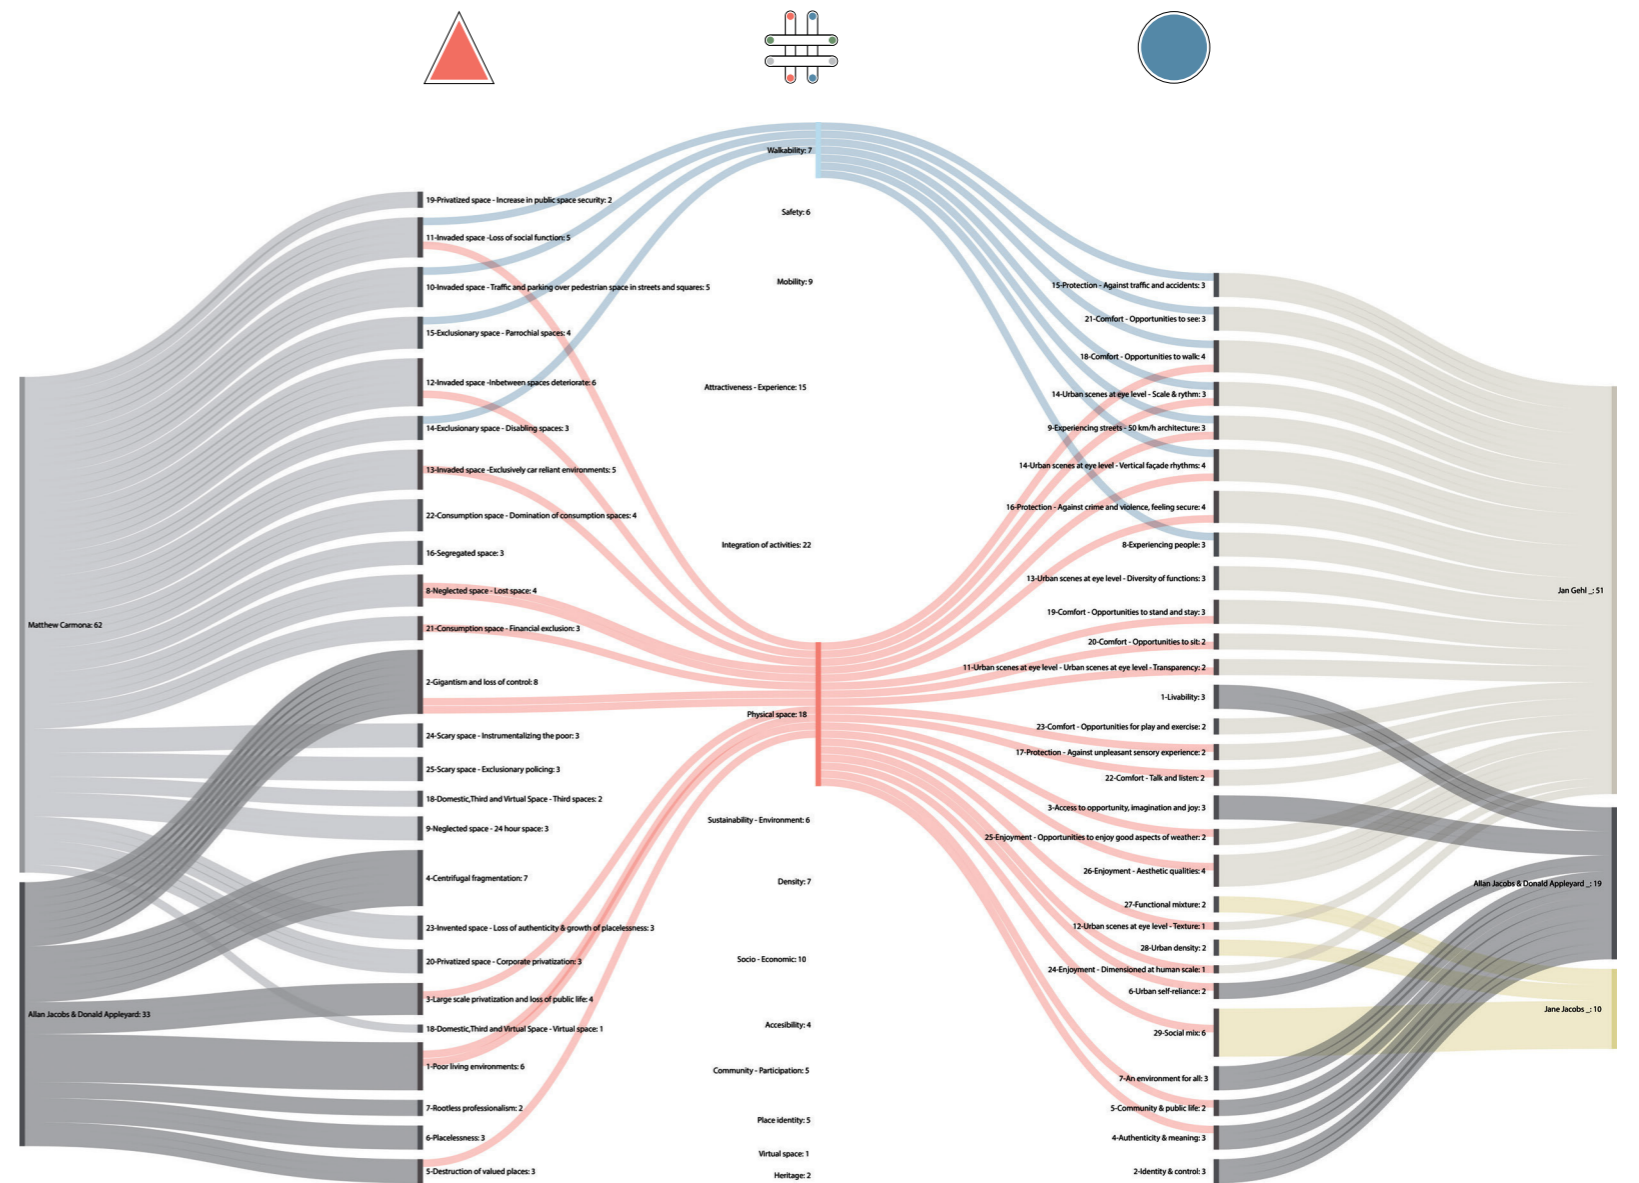 Matthew Carmona: 62
Allan Jacobs & Donald Appleyard: 33
19-Privatized space - Increase in public space security: 2
11-Invaded space -Loss of social function: 5
10-Invaded space - Traffic and parking over pedestrian space in streets and squares: 5
15-Exclusionary space - Parrochial spaces: 4
12-Invaded space -Inbetween spaces deteriorate: 6
14-Exclusionary space - Disabling spaces: 3
13-Invaded space -Exclusively car reliant environments: 5
22-Consumption space - Domination of consumption spaces: 4
16-Segregated space: 3
8-Neglected space - Lost space: 4
21-Consumption space - Financial exclusion: 3
2-Gigantism and loss of control: 8
24-Scary space - Instrumentalizing the poor: 3
25-Scary space - Exclusionary policing: 3
18-Domestic,Third and Virtual Space - Third spaces: 2
9-Neglected space - 24 hour space: 3
4-Centrifugal fragmentation: 7
23-Invented space - Loss of authenticity & growth of placelessness: 3
20-Privatized space - Corporate privatization: 3
3-Large scale privatization and loss of public life: 4
18-Domestic,Third and Virtual Space - Virtual space: 1
1-Poor living environments: 6
7-Rootless professionalism: 2
6-Placelessness: 3
5-Destruction of valued places: 3
Walkability: 7
Safety: 6
Mobility: 9
Attractiveness - Experience: 15
Integration of activities: 22
Physical space: 18
Sustainability - Environment: 6
Density: 7
Socio - Economic: 10
Accesibility: 4
Community - Participation: 5
Place identity: 5
Virtual space: 1
Heritage: 2
15-Protection - Against traffic and accidents: 3
21-Comfort - Opportunities to see: 3
18-Comfort - Opportunities to walk: 4
14-Urban scenes at eye level - Scale & rythm: 3
9-Experiencing streets - 50 km/h architecture: 3
14-Urban scenes at eye level - Vertical façade rhythms: 4
16-Protection - Against crime and violence, feeling secure: 4
8-Experiencing people: 3
13-Urban scenes at eye level - Diversity of functions: 3
19-Comfort - Opportunities to stand and stay: 3
20-Comfort - Opportunities to sit: 2
11-Urban scenes at eye level - Urban scenes at eye level - Transparency: 2
1-Livability: 3
23-Comfort - Opportunities for play and exercise: 2
17-Protection - Against unpleasant sensory experience: 2
22-Comfort - Talk and listen: 2
3-Access to opportunity, imagination and joy: 3
25-Enjoyment - Opportunities to enjoy good aspects of weather: 2
26-Enjoyment - Aesthetic qualities: 4
27-Functional mixture: 2
12-Urban scenes at eye level - Texture: 1
28-Urban density: 2
24-Enjoyment - Dimensioned at human scale: 1
6-Urban self-reliance: 2
29-Social mix: 6
7-An environment for all: 3
5-Community & public life: 2
4-Authenticity & meaning: 3
2-Identity & control: 3
Jan Gehl _: 51
Allan Jacobs & Donald Appleyard _: 19
Jane Jacobs _: 10